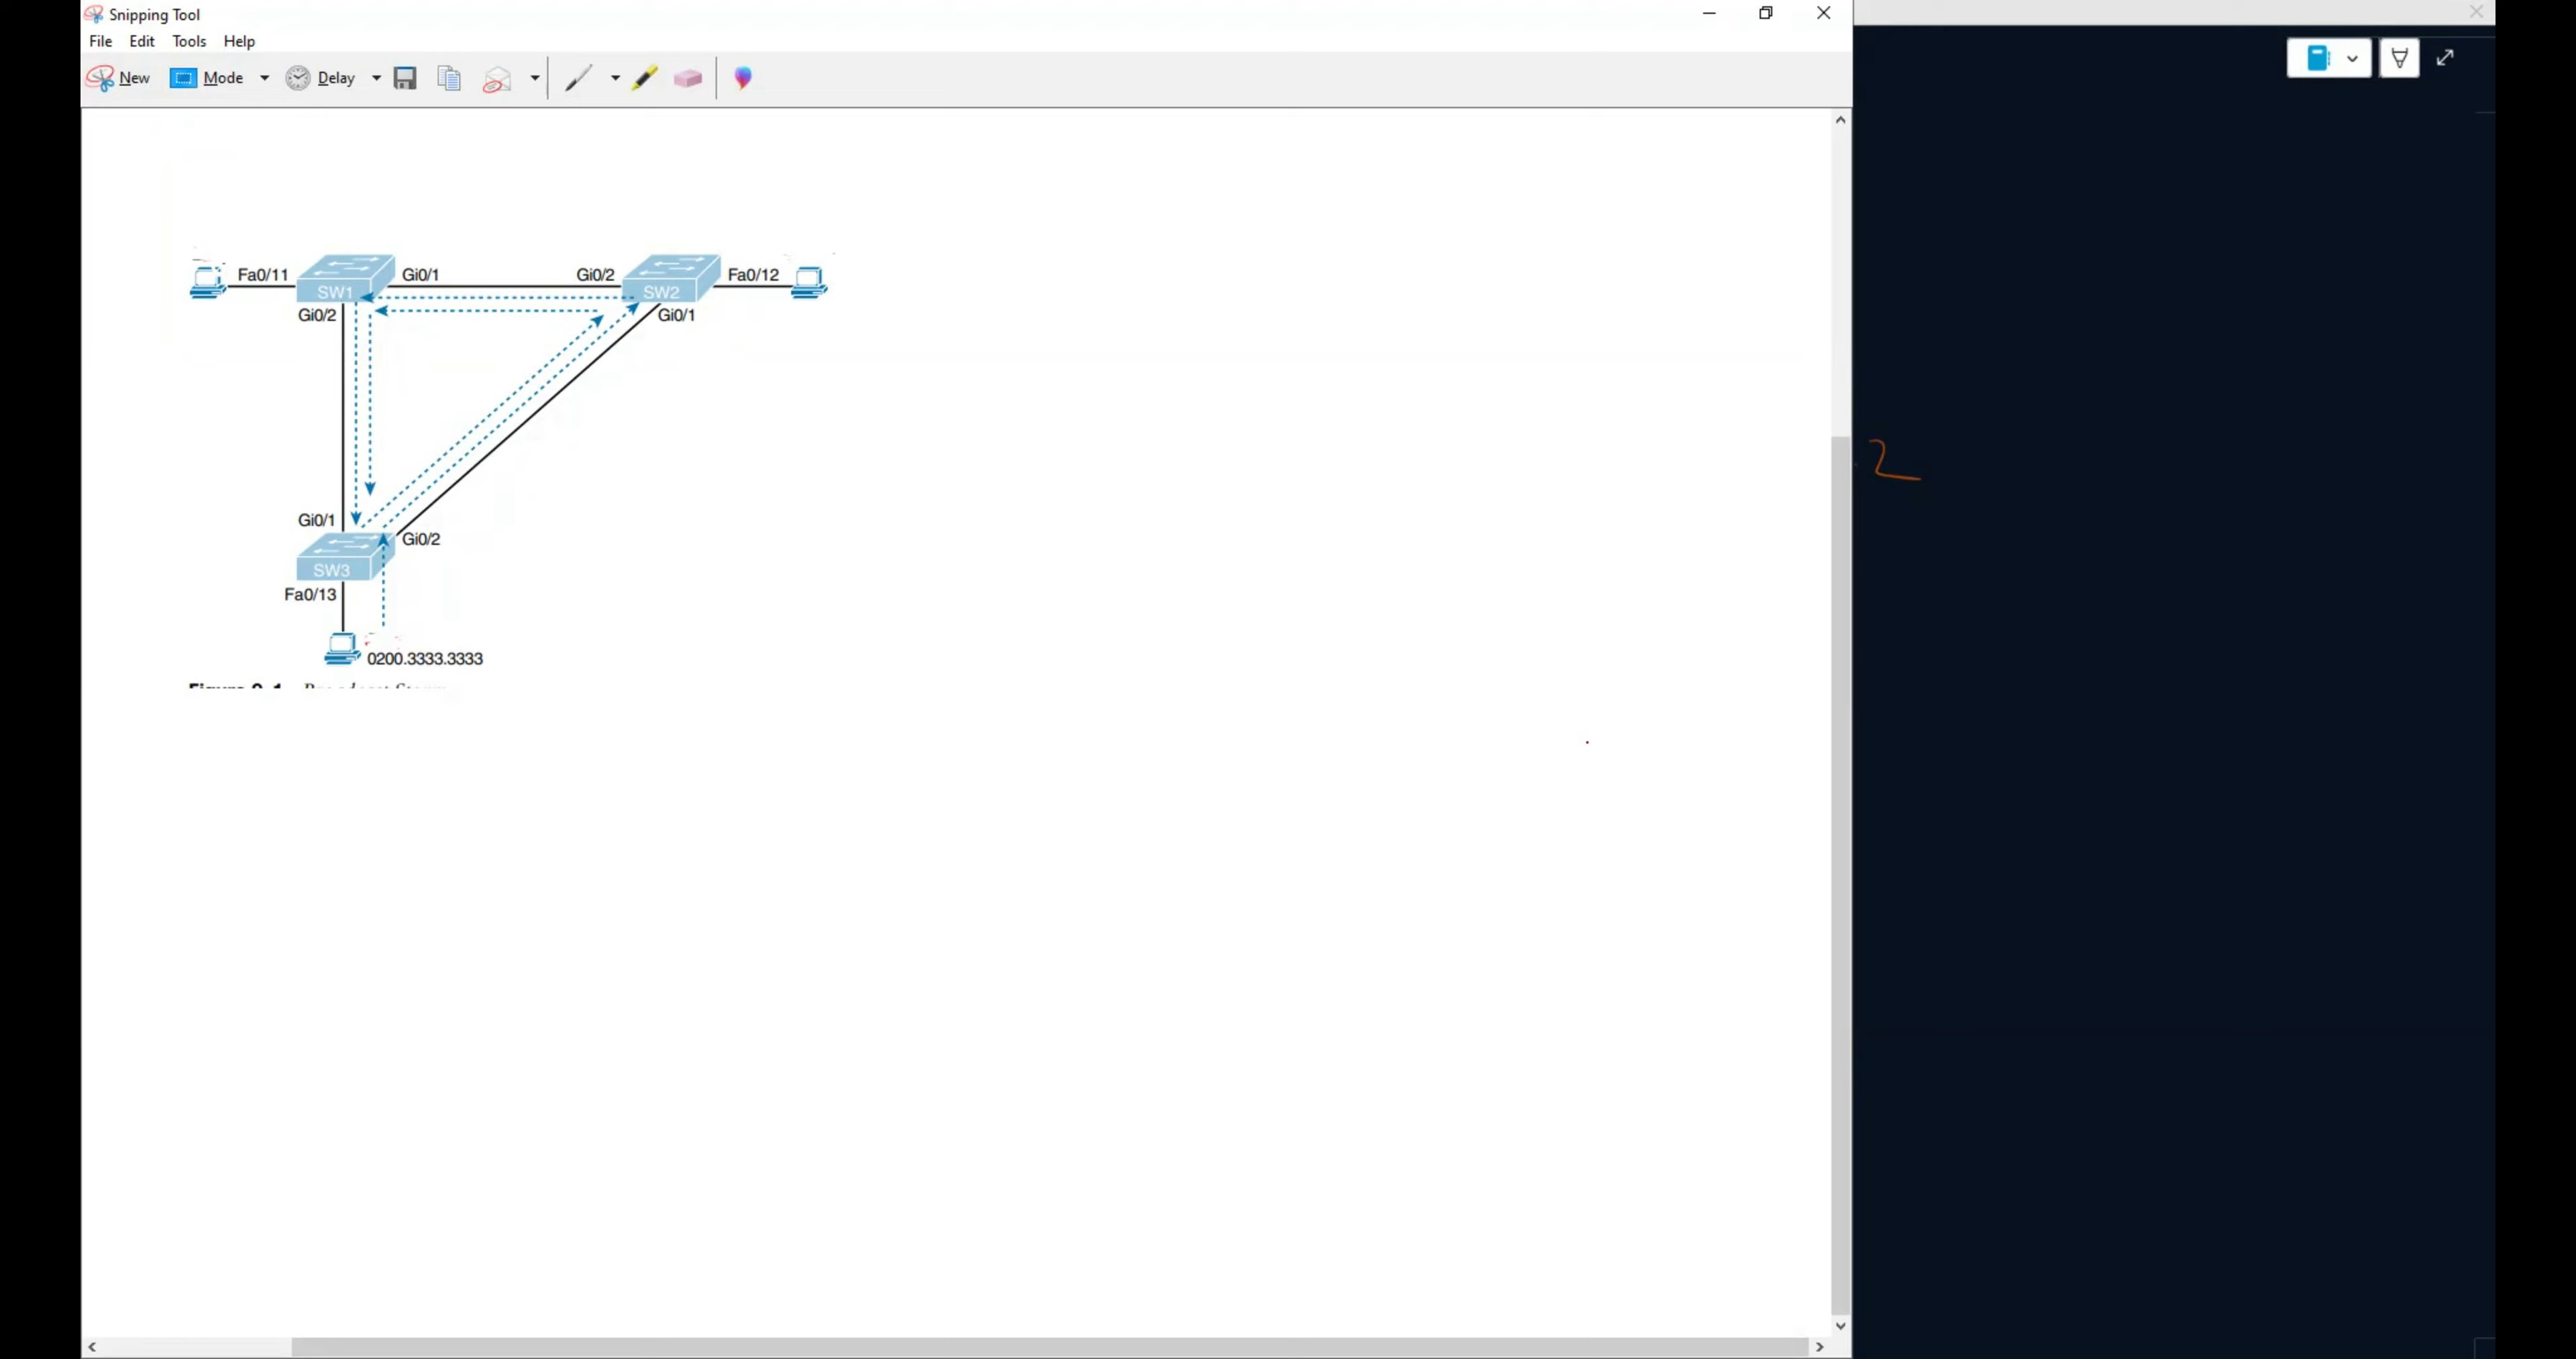 Snipping Tool
File Edit Tools Help
New Mode Delay
Fa0/11 SW1 Gi0/1 Gi0/2 SW2 Fa0/12
Gi0/2 Gi0/1
2
Gi0/1
Gi0/2
SW3
Fa0/13
0200.3333.3333